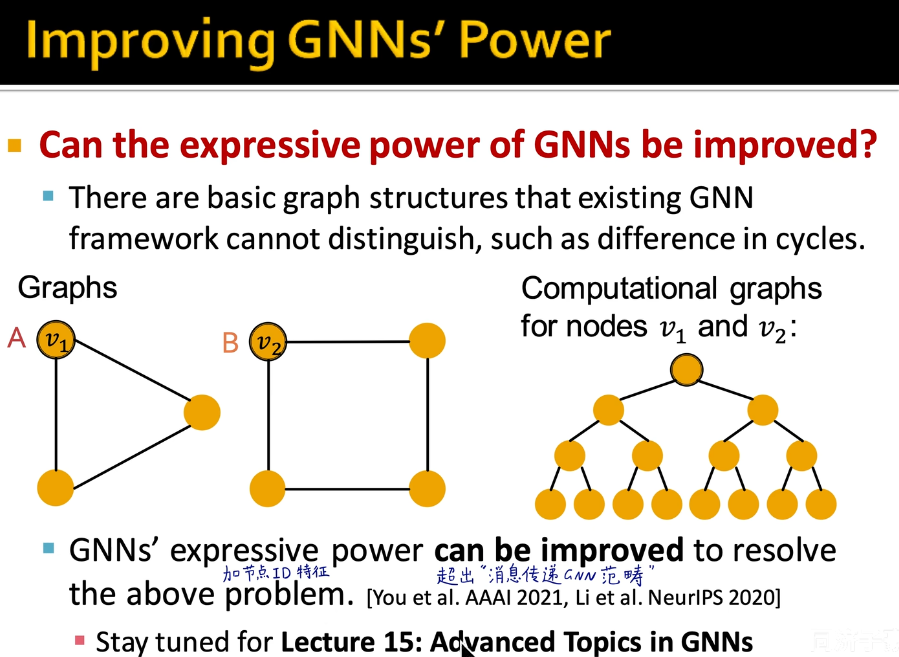 Improving GNNs' Power
Can the expressive power of GNNs be improved?
There are basic graph structures that existing GNN
framework cannot distinguish, such as difference in cycles.
Graphs
Computational graphs
for nodes v₁ and v₂:
A v₁
B v₂
GNNs' expressive power can be improved to resolve
加节点ID特征 超出"消息传递GNN范畴"
the above problem. [You et al. AAAI 2021, Li et al. NeurIPS 2020]
Stay tuned for Lecture 15: Advanced Topics in GNNs